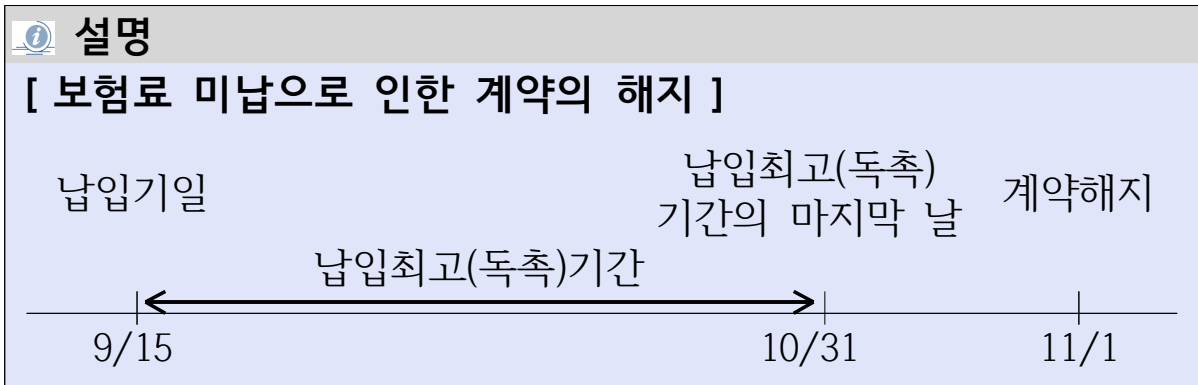 설명
[ 보험료 미납으로 인한 계약의 해지 ]
납입기일
납입최고(독촉)
기간의 마지막 날
계약해지
납입최고(독촉)기간
9/15
10/31
11/1